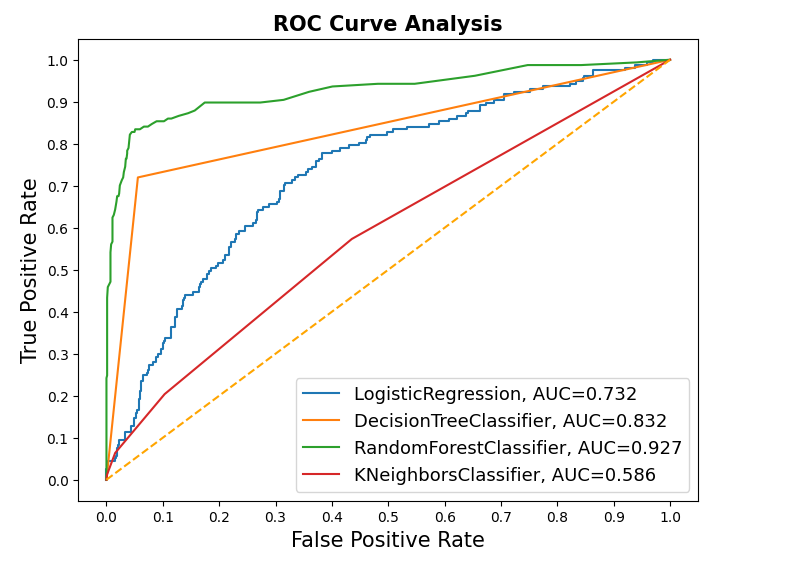 ROC Curve Analysis
True Positive Rate
1.0
0.9
0.8
0.7
0.6
0.5
0.4
0.3
0.2
0.1
0.0
LogisticRegression, AUC=0.732
DecisionTreeClassifier, AUC=0.832
RandomForestClassifier, AUC=0.927
KNeighborsClassifier, AUC=0.586
0.0 0.1 0.2 0.3 0.4 0.5 0.6 0.7 0.8 0.9 1.0
False Positive Rate